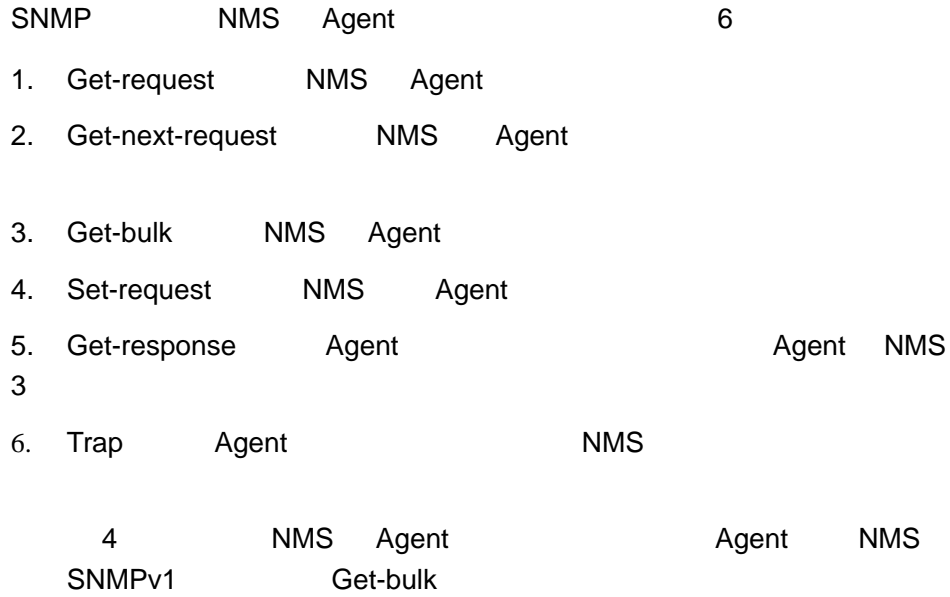 SNMP NMS Agent 6
1. Get-request NMS Agent
2. Get-next-request NMS Agent
3. Get-bulk NMS Agent
4. Set-request NMS Agent
5. Get-response Agent Agent NMS
3
6. Trap Agent NMS
4 NMS Agent Agent NMS
SNMPv1 Get-bulk